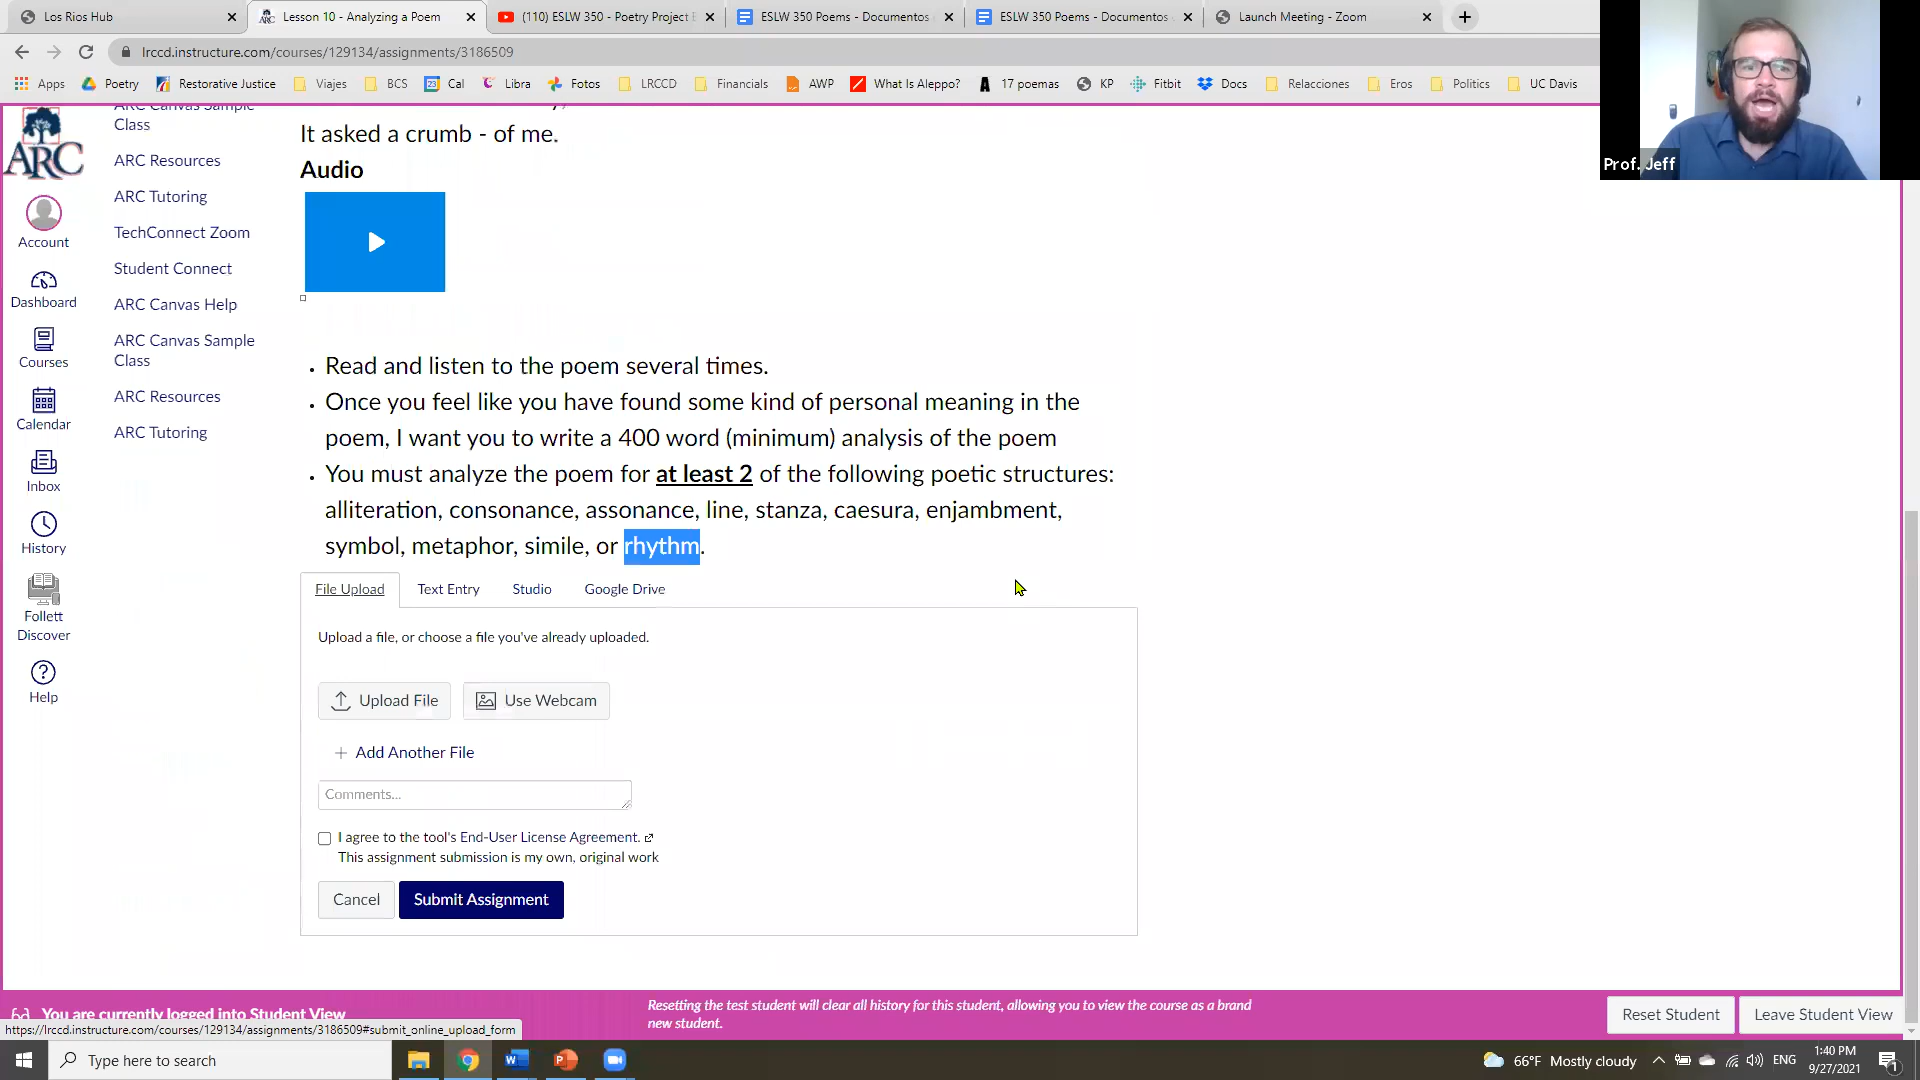 Los Rios Hub
Lesson 10 - Analyzing a Poem
(110) ESLW 350 - Poetry Project
ESLW 350 Poems - Documentos
ESLW 350 Poems - Documentos
Launch Meeting - Zoom
lrccd.instructure.com/courses/129134/assignments/3186509
Apps
Poetry
Restorative Justice
Viajes
BCS
Cal
Libra
Fotos
LRCCD
Financials
AWP
What Is Aleppo?
17 poemas
KP
Fitbit
Docs
Relacciones
Eros
Politics
UC Davis
Prof. Jeff
ARC
Account
Dashboard
Courses
Calendar
Inbox
History
Follett
Discover
Help
ARC Canvas Sample
Class
ARC Resources
ARC Tutoring
TechConnect Zoom
Student Connect
ARC Canvas Help
ARC Canvas Sample
Class
ARC Resources
ARC Tutoring
It asked a crumb - of me.
Audio
• Read and listen to the poem several times.
• Once you feel like you have found some kind of personal meaning in the
poem, I want you to write a 400 word (minimum) analysis of the poem
• You must analyze the poem for at least 2 of the following poetic structures:
alliteration, consonance, assonance, line, stanza, caesura, enjambment,
symbol, metaphor, simile, or rhythm.
File Upload
Text Entry
Studio
Google Drive
Upload a file, or choose a file you've already uploaded.
Upload File
Use Webcam
+ Add Another File
Comments...
I agree to the tool's End-User License Agreement.
This assignment submission is my own, original work
Cancel
Submit Assignment
You are currently logged into Student View
Resetting the test student will clear all history for this student, allowing you to view the course as a brand
new student.
Reset Student
Leave Student View
https://lrccd.instructure.com/courses/129134/assignments/3186509#submit_online_upload_form
Type here to search
66°F Mostly cloudy
ENG
1:40 PM
9/27/2021
1